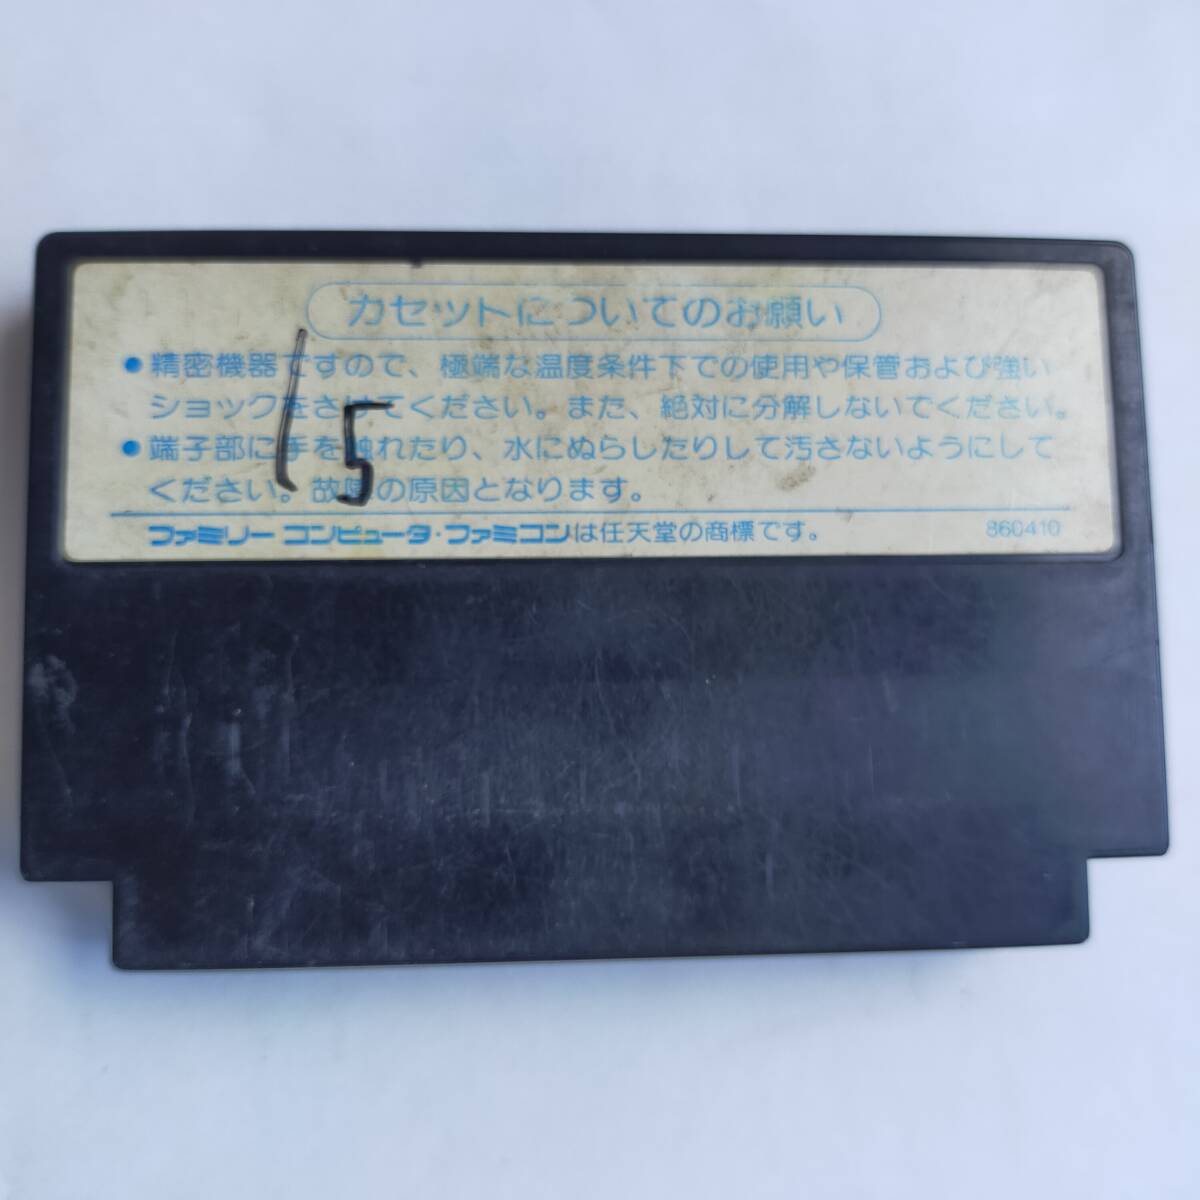 カセットについてのお願い
● 精密機器ですので、極端な温度条件下での使用や保管および強い
ショックをさけてください。また、絶対に分解しないでください。
● 端子部に手を触れたり、水にぬらしたりして汚さないようにして
ください。故障の原因となります。
15
ファミリー コンピュータ・ファミコンは任天堂の商標です。 860410